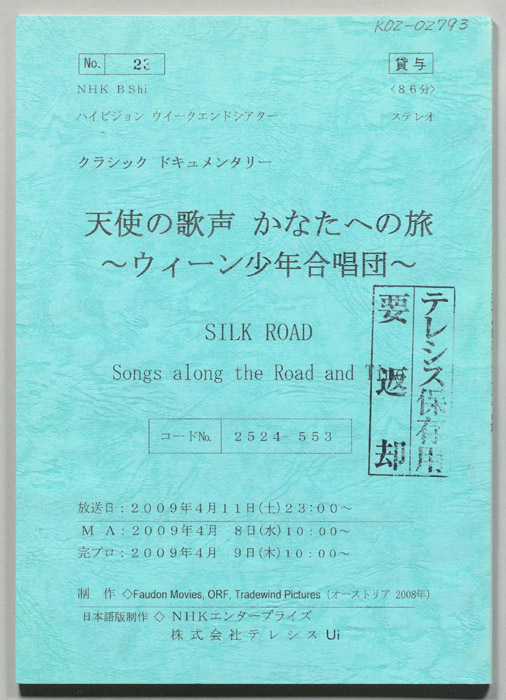 KOZ-02793
No. 23
貸与
NHK BShi
<86分>
ハイビジョン ウイークエンドシアター
ステレオ
クラシック ドキュメンタリー
天使の歌声 かなたへの旅
～ウィーン少年合唱団～
SILK ROAD
Songs along the Road and
テレシス保存用
要返却
コードNo. 2524-553
放送日：2009年4月11日(土)23:00～
MA：2009年4月 8日(水)10:00～
完プロ：2009年4月 9日(木)10:00～
制 作 ◇Faudon Movies, ORF, Tradewind Pictures (オーストリア 2008年)
日本語版制作 ◇ NHKエンタープライズ
株式会社テレシスUi